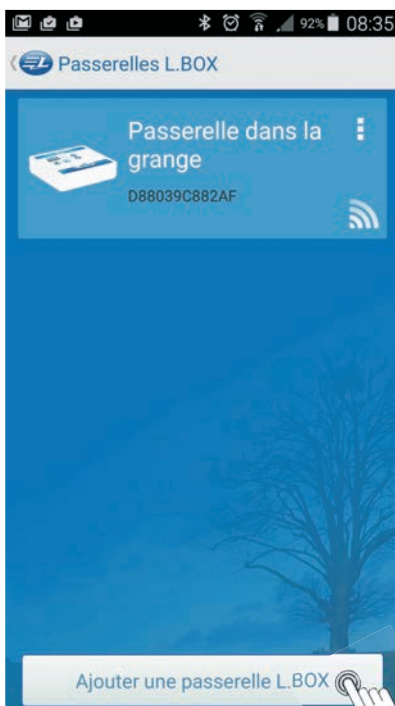 92% 08:35
Passerelles L.BOX
Passerelle dans la
grange
D88039C882AF
Ajouter une passerelle L.BOX